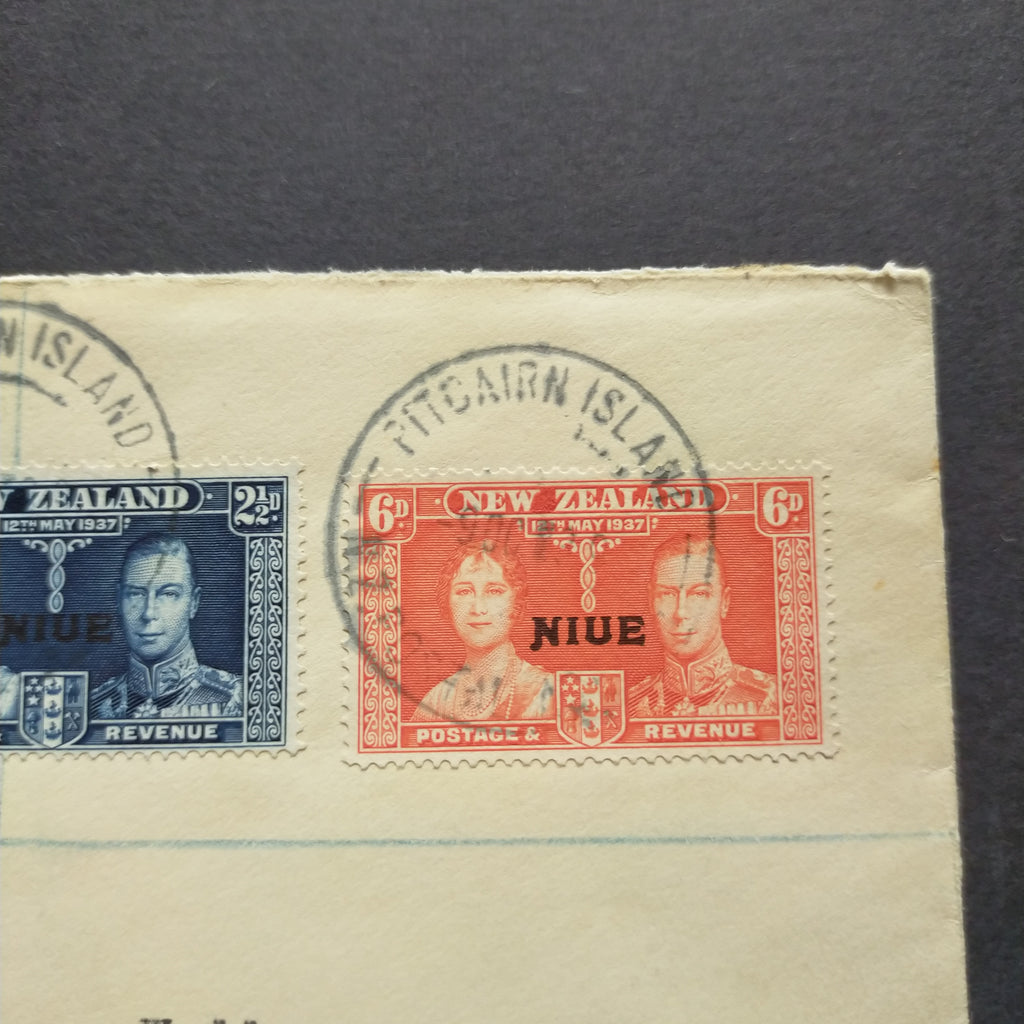 N ISLAND
PITCAIRN ISLAND
ZEALAND
2½D
12TH MAY 1937
NIUE
REVENUE
6D NEW ZEALAND 6D
12TH MAY 1937
NIUE
POSTAGE & REVENUE